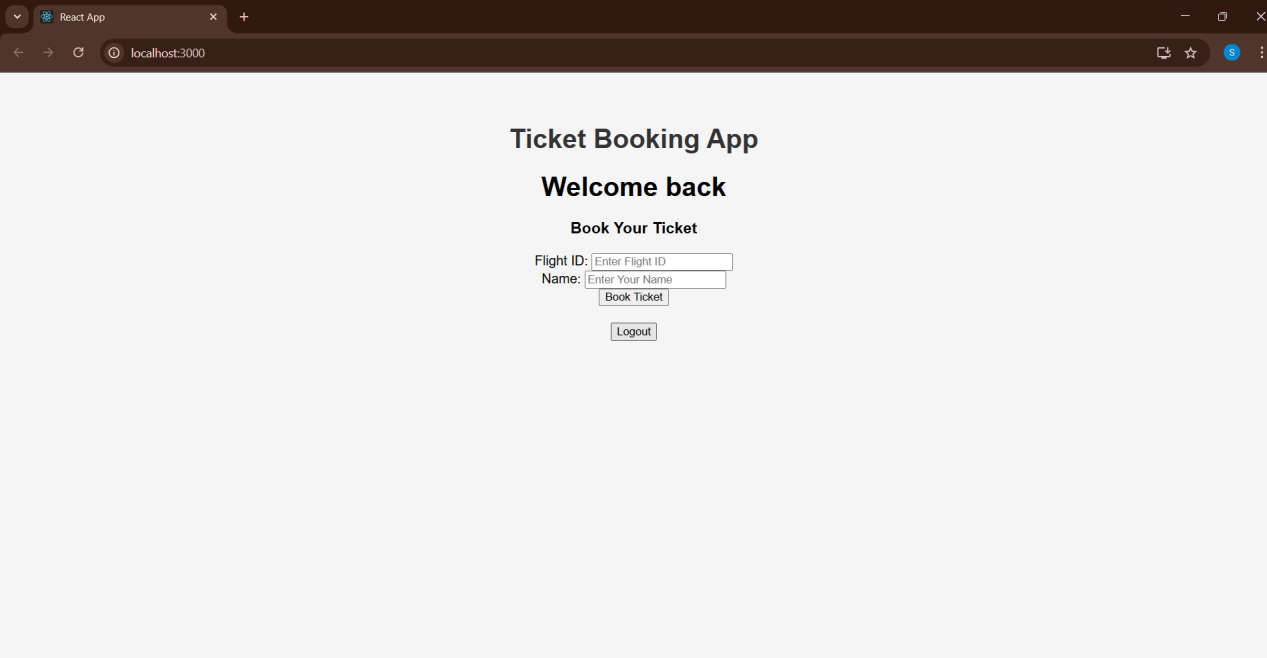 React App
localhost:3000
S
Ticket Booking App
Welcome back
Book Your Ticket
Flight ID: Enter Flight ID
Name: Enter Your Name
Book Ticket
Logout